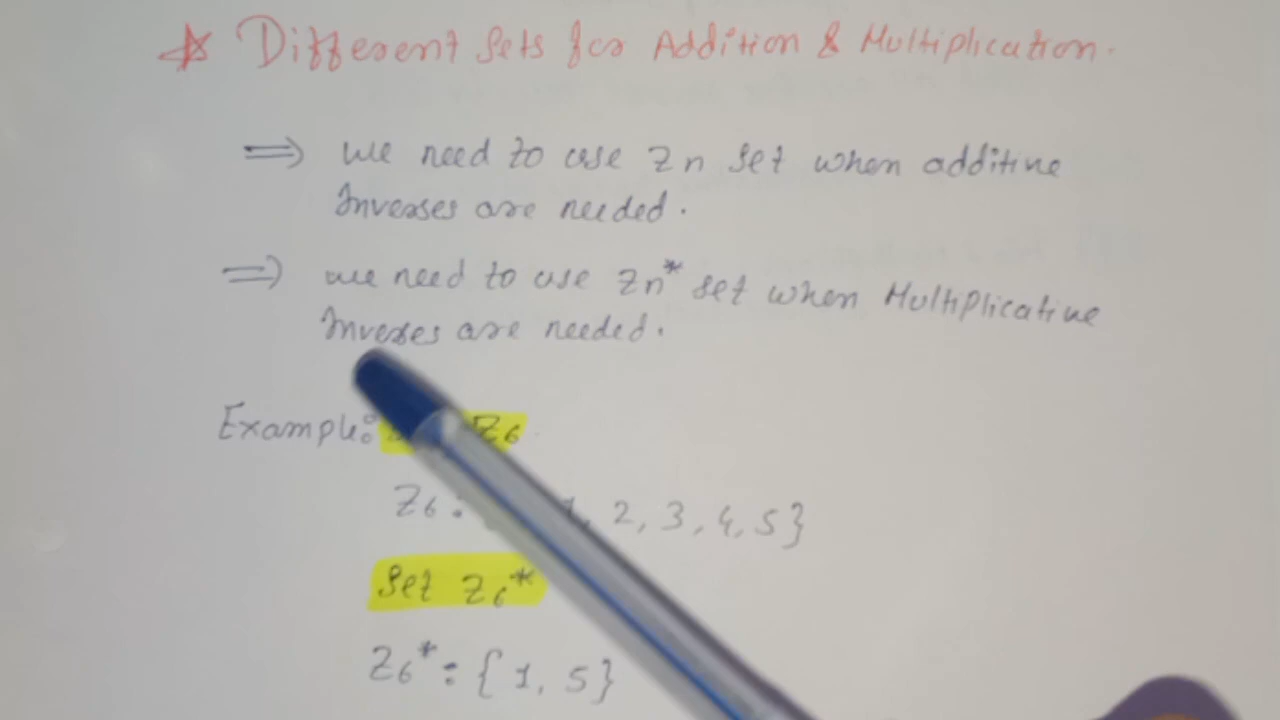 ☆ Different Sets for Addition & Multiplication.
⇒ we need to use Zn set when additive
Inverses are needed.
⇒ we need to use Zn* set when Multiplicative
Inverses are needed.
Example: Z6
Z6: 1, 2, 3, 4, 5}
Set Z6*
Z6*: {1, 5}